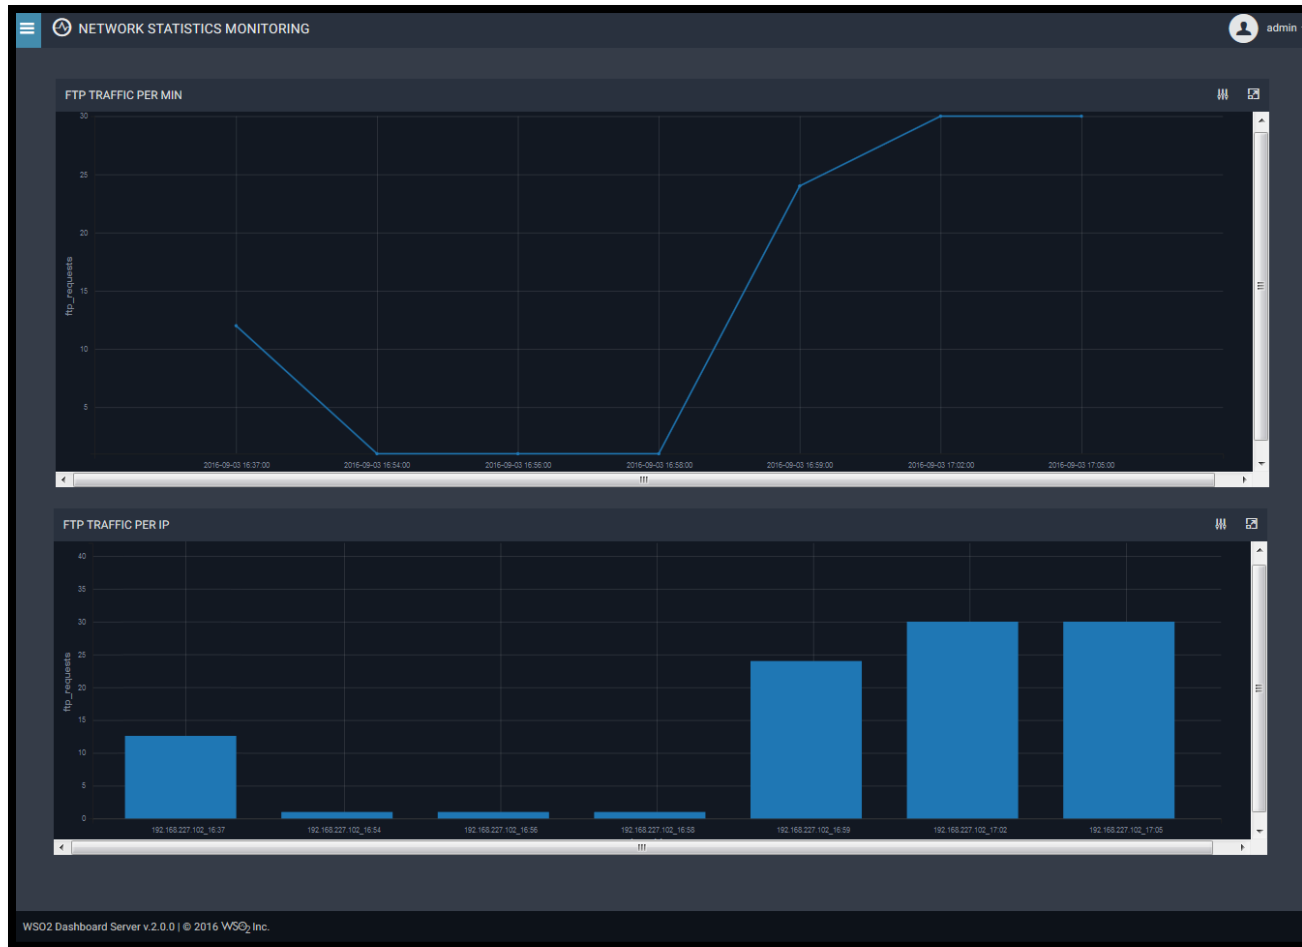 NETWORK STATISTICS MONITORING
admin
FTP TRAFFIC PER MIN
30
25
20
15
10
5
ftp_requests
2016-09-03 16:37:00 2016-09-03 16:54:00 2016-09-03 16:56:00 2016-09-03 16:58:00 2016-09-03 16:59:00 2016-09-03 17:02:00 2016-09-03 17:05:00
FTP TRAFFIC PER IP
40
35
30
25
20
15
10
5
0
ftp_requests
192.168.227.102_16:37 192.168.227.102_16:54 192.168.227.102_16:56 192.168.227.102_16:58 192.168.227.102_16:59 192.168.227.102_17:02 192.168.227.102_17:05
WSO2 Dashboard Server v.2.0.0 | © 2016 WSO2 Inc.